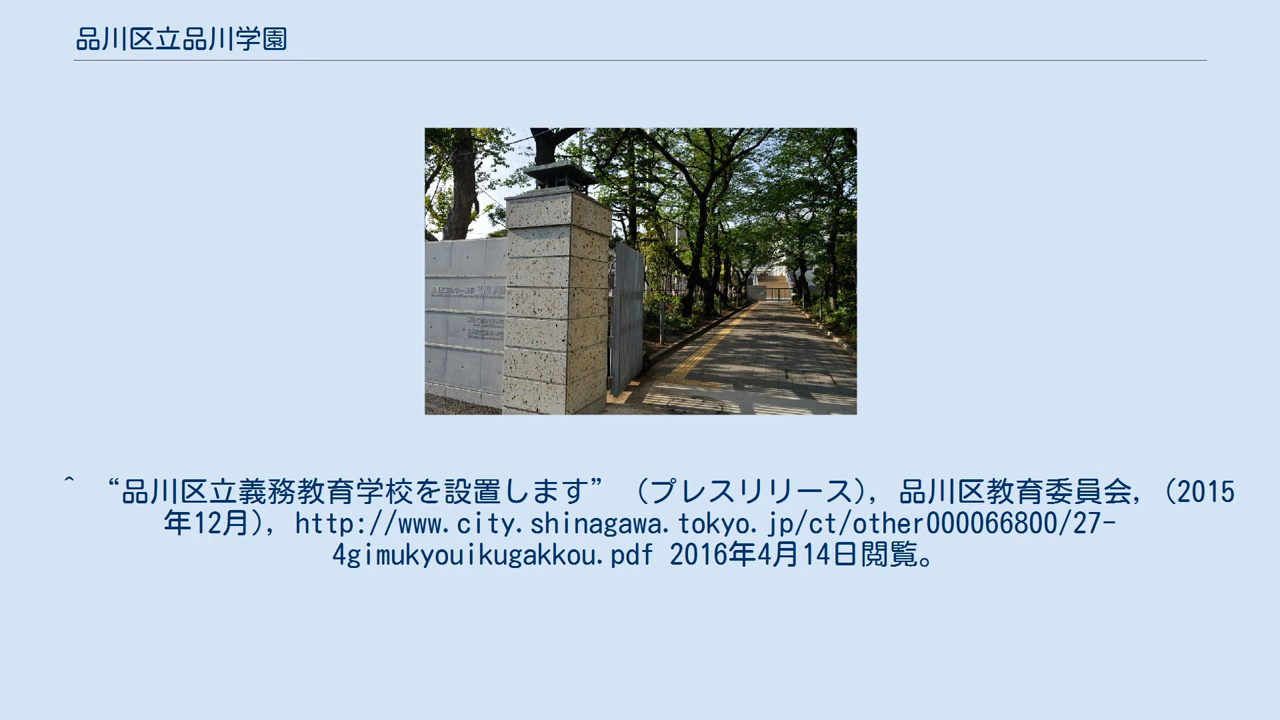 品川区立品川学園
^ “品川区立義務教育学校を設置します” (プレスリリース), 品川区教育委員会, (2015
年12月), http://www.city.shinagawa.tokyo.jp/ct/other000066800/27-
4gimukyouikugakkou.pdf 2016年4月14日閲覧。